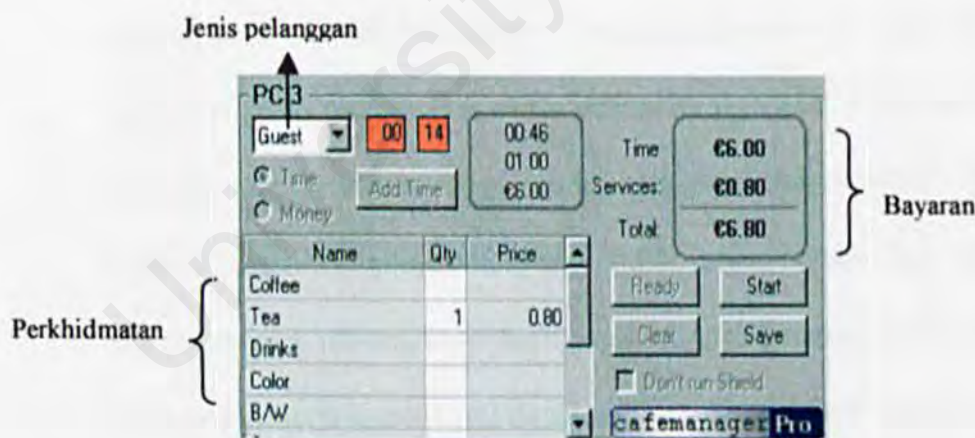 Jenis pelanggan
PC 3
Guest 00 14
00:46
01:00
€6.00
Time
Money
Add Time
Time €6.00
Services: €0.80
Total: €6.80
Bayaran
Name Qty Price
Coffee
Tea 1 0.80
Drinks
Color
B/W
Perkhidmatan
Ready Start
Clear Save
Don't run Shield
cafemanager Pro
University